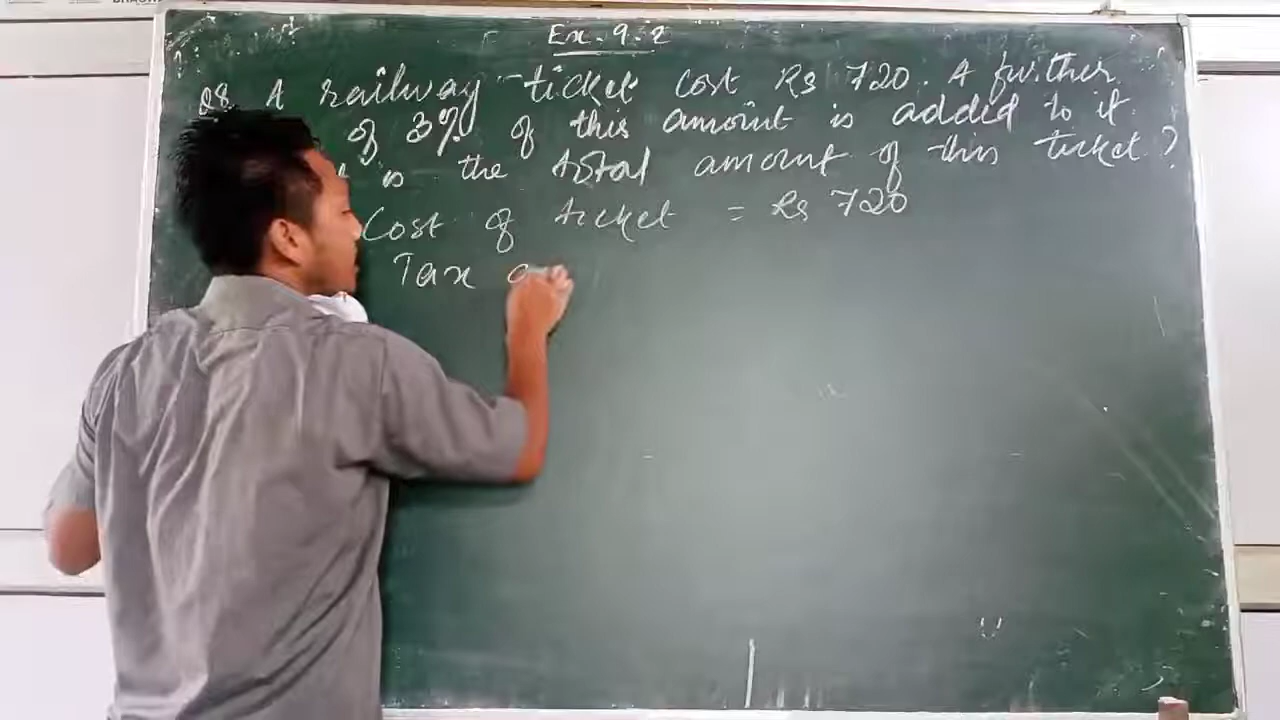 Ex. 9.2
Q8. A railway ticket cost Rs 720. A further
of 3% of this amount is added to it
is the total amount of this ticket?
Cost of ticket = Rs 720
Tax